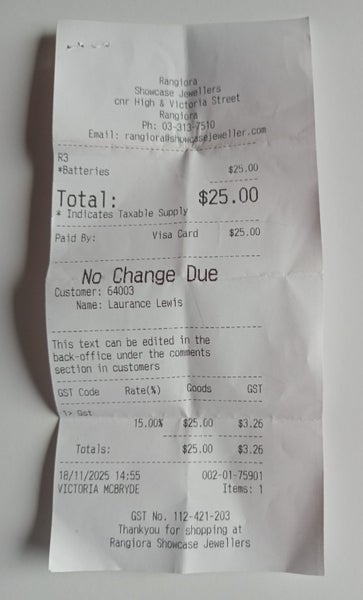 Rangiora
Showcase Jewellers
cnr High & Victoria Street
Rangiora
Ph: 03-313-7510
Email: rangiora@showcasejeweller.com
R3
*Batteries $25.00
Total: $25.00
* Indicates Taxable Supply
Paid By: Visa Card $25.00
No Change Due
Customer: 64003
Name: Laurance Lewis
This text can be edited in the
back-office under the comments
section in customers
GST Code Rate(%) Goods GST
1> Gst
15.00% $25.00 $3.26
Totals: $25.00 $3.26
18/11/2025 14:55 002-01-75901
VICTORIA MCBRYDE Items: 1
GST No. 112-421-203
Thankyou for shopping at
Rangiora Showcase Jewellers